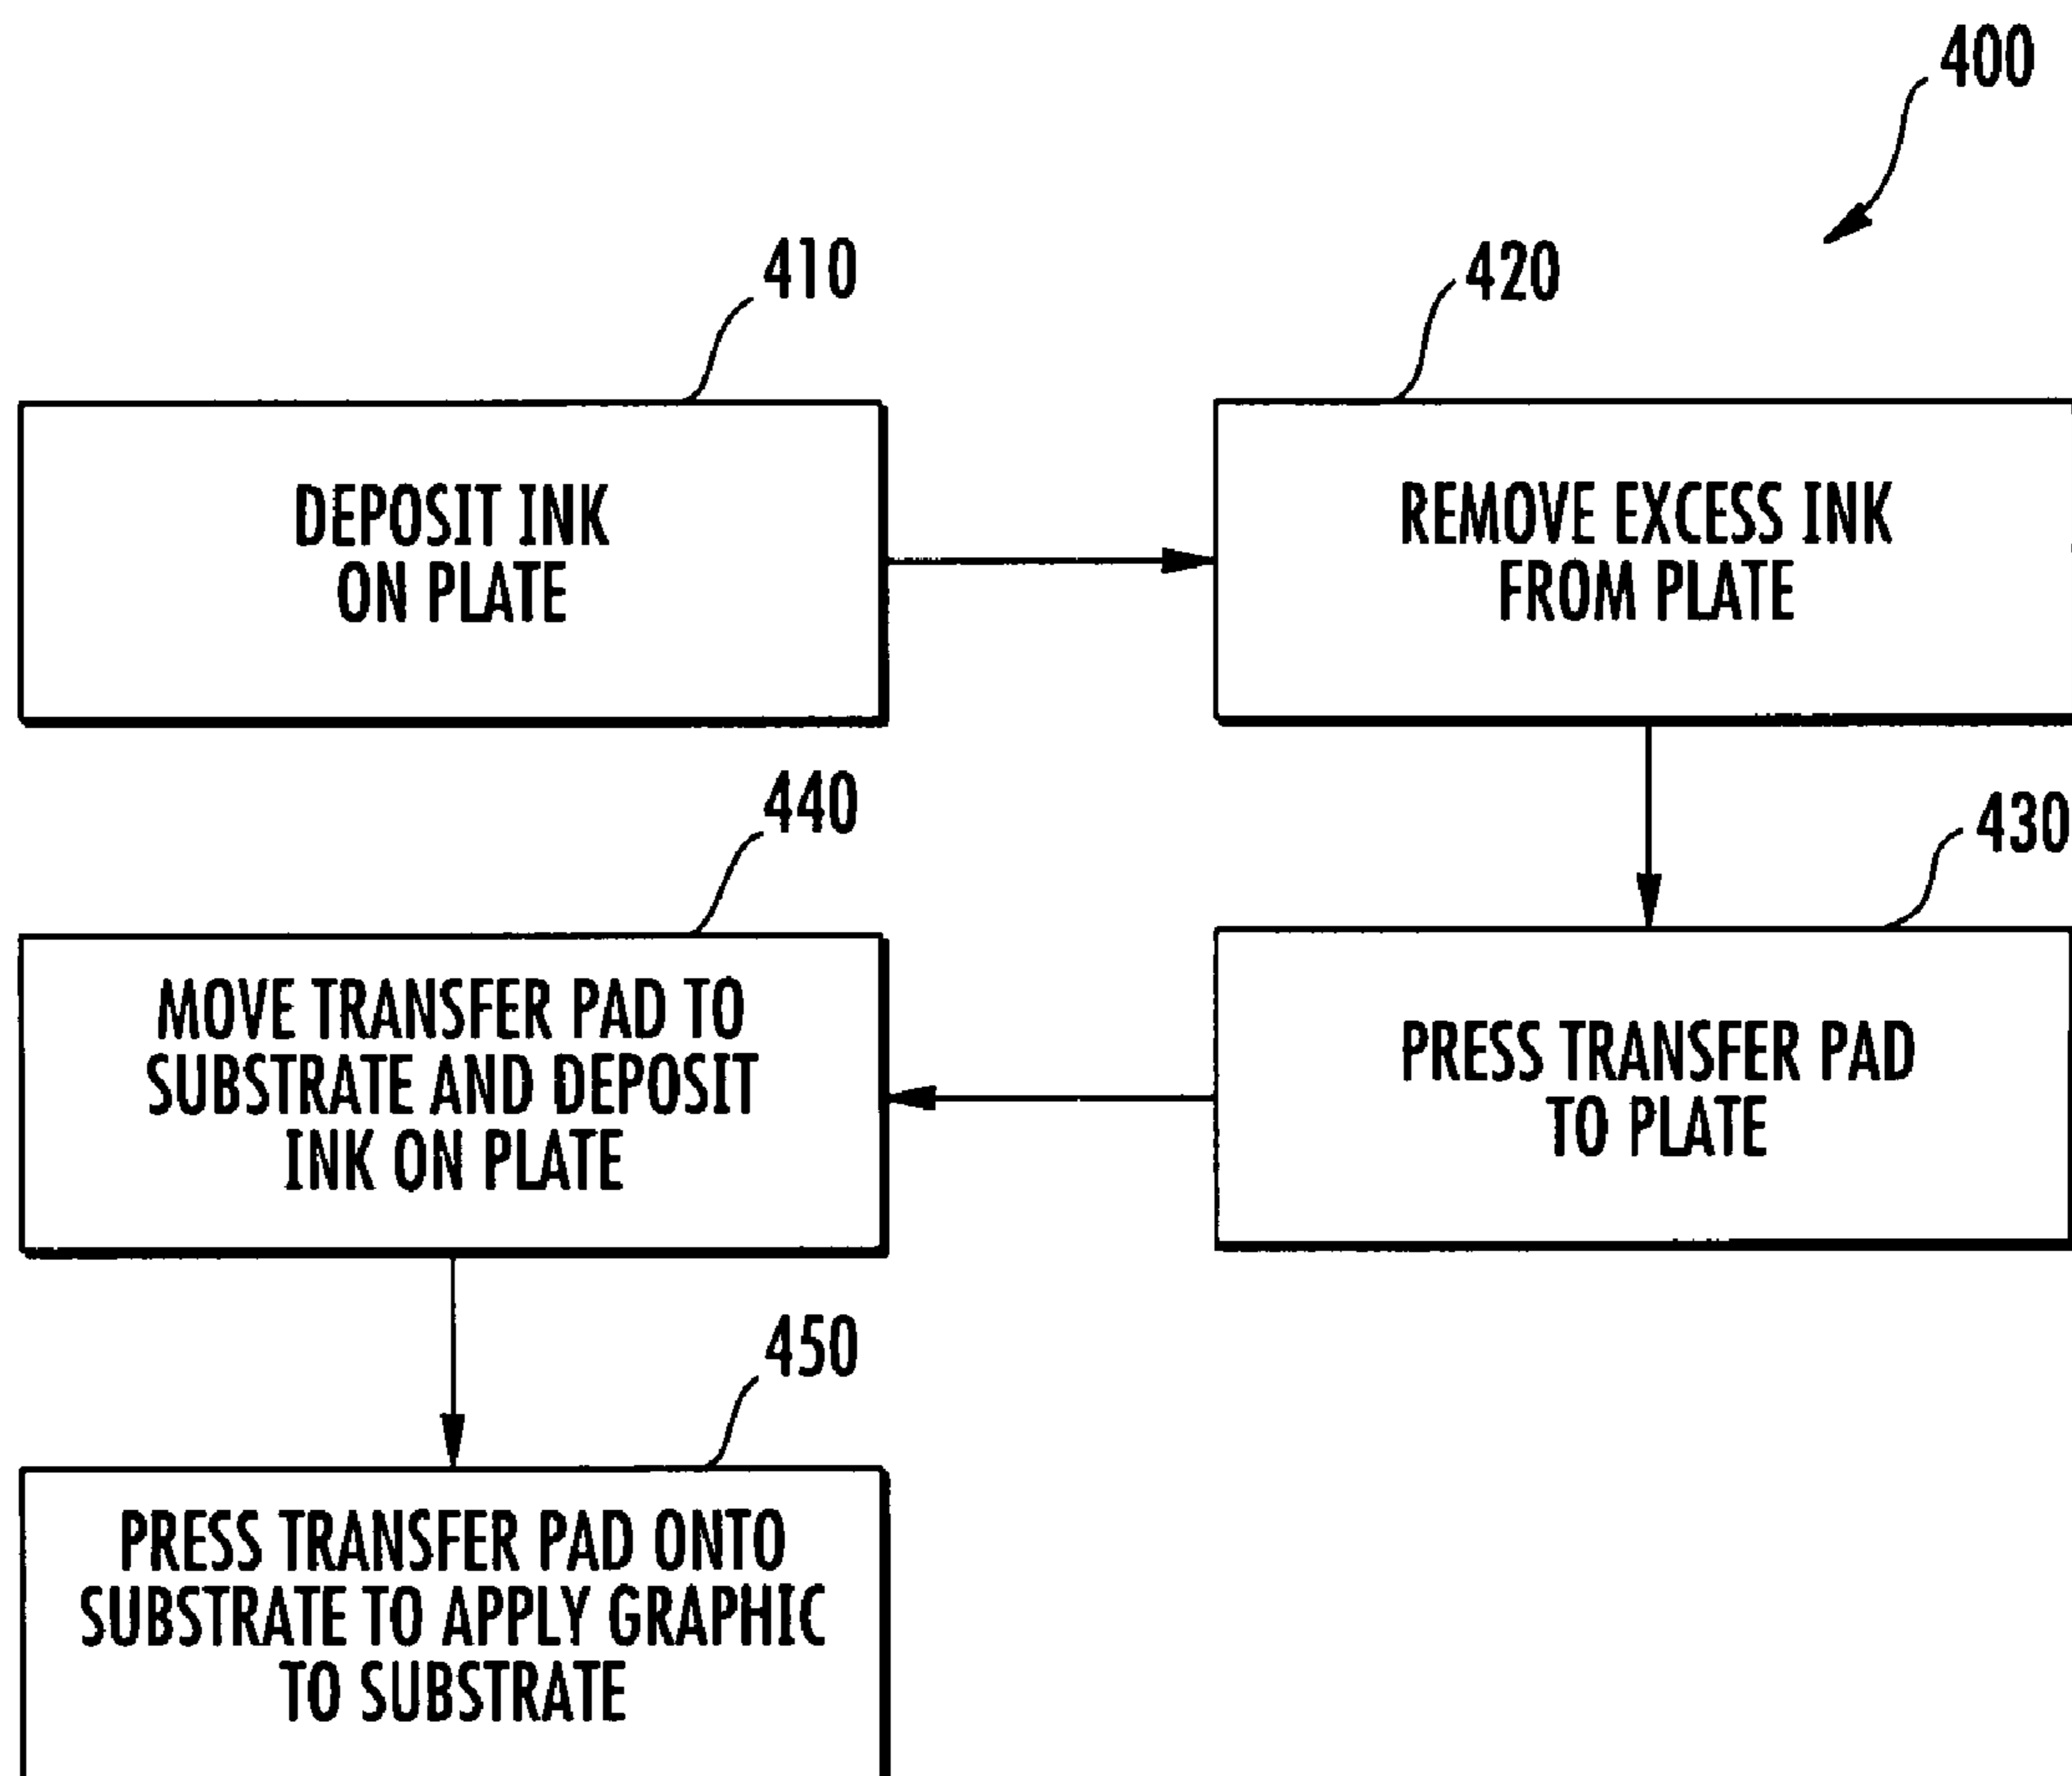 400
410
DEPOSIT INK
ON PLATE
420
REMOVE EXCESS INK
FROM PLATE
430
PRESS TRANSFER PAD
TO PLATE
440
MOVE TRANSFER PAD TO
SUBSTRATE AND DEPOSIT
INK ON PLATE
450
PRESS TRANSFER PAD ONTO
SUBSTRATE TO APPLY GRAPHIC
TO SUBSTRATE